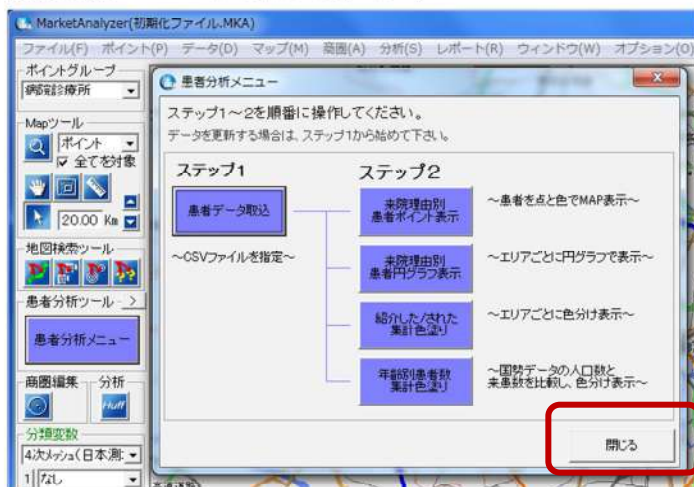 MarketAnalyzer(初期化ファイル.MKA)
ファイル(F) ポイント(P) データ(D) マップ(M) 商圏(A) 分析(S) レポート(R) ウィンドウ(W) オプション(O)
ポイントグループ
病院診療所
Mapツール
ポイント
全てを対象
20.00 Km
地図検索ツール
患者分析ツール >
患者分析メニュー
商圏編集 分析
Huff
分類変数
4次メッシュ(日本測:
1 なし
患者分析メニュー
ステップ1～2を順番に操作してください。
データを更新する場合は、ステップ1から始めて下さい。
ステップ1
患者データ取込
～CSVファイルを指定～
ステップ2
来院理由別
患者ポイント表示
～患者を点と色でMAP表示～
来院理由別
患者円グラフ表示
～エリアごとに円グラフで表示～
紹介した/された
集計色塗り
～エリアごとに色分け表示～
年齢別患者数
集計色塗り
～国勢データの人口数と
来患数を比較し、色分け表示～
閉じる